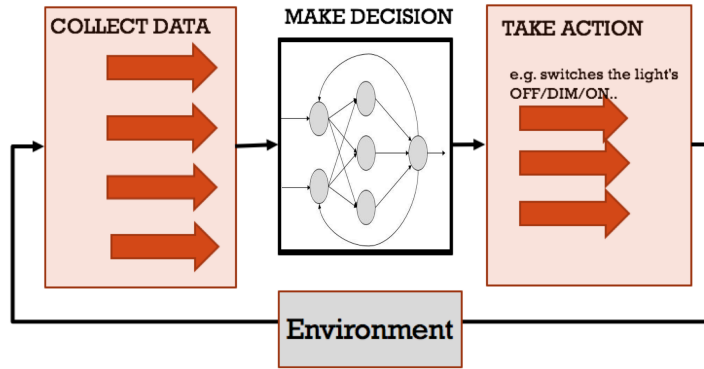 COLLECT DATA
MAKE DECISION
TAKE ACTION
e.g. switches the light's
OFF/DIM/ON..
Environment